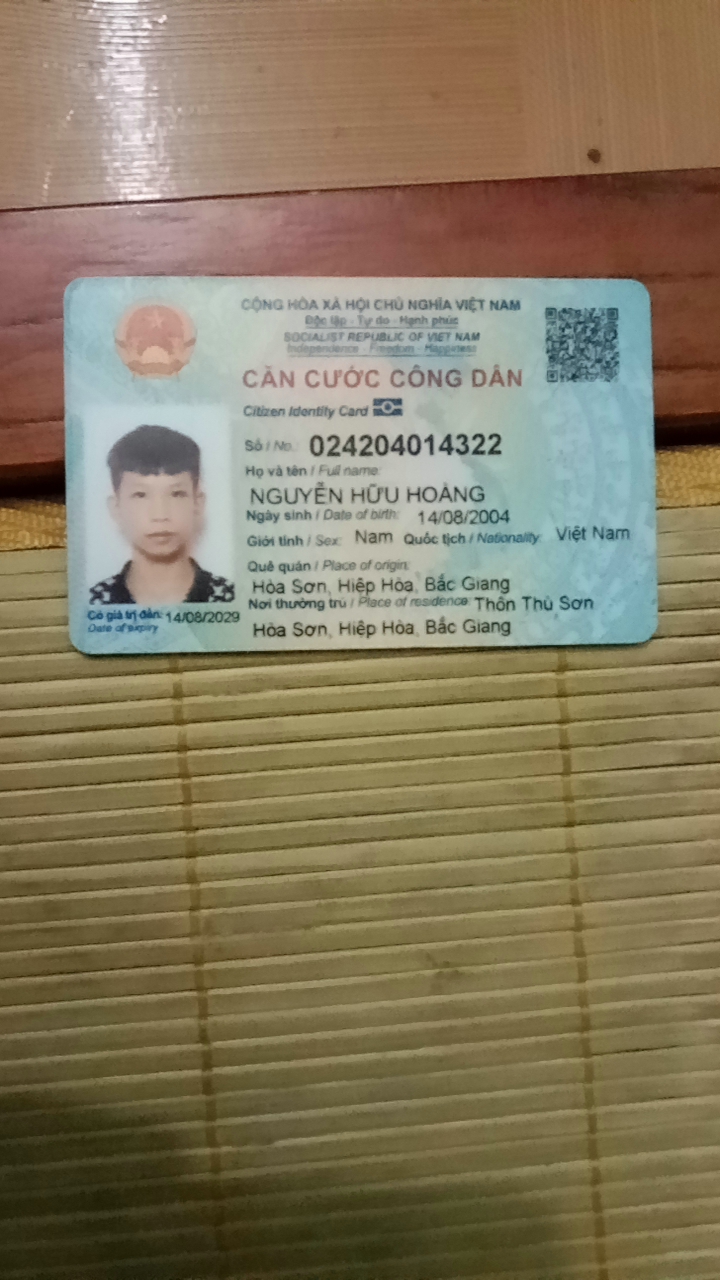 CỘNG HÒA XÃ HỘI CHỦ NGHĨA VIỆT NAM
Độc lập - Tự do - Hạnh phúc
SOCIALIST REPUBLIC OF VIET NAM
Independence - Freedom - Happiness
CĂN CƯỚC CÔNG DÂN
Citizen Identity Card
Số / No.: 024204014322
Họ và tên / Full name:
NGUYỄN HỮU HOÀNG
Ngày sinh / Date of birth: 14/08/2004
Giới tính / Sex: Nam Quốc tịch / Nationality: Việt Nam
Quê quán / Place of origin:
Hòa Sơn, Hiệp Hòa, Bắc Giang
Nơi thường trú / Place of residence: Thôn Thù Sơn
Hòa Sơn, Hiệp Hòa, Bắc Giang
Có giá trị đến: 14/08/2029
Date of expiry